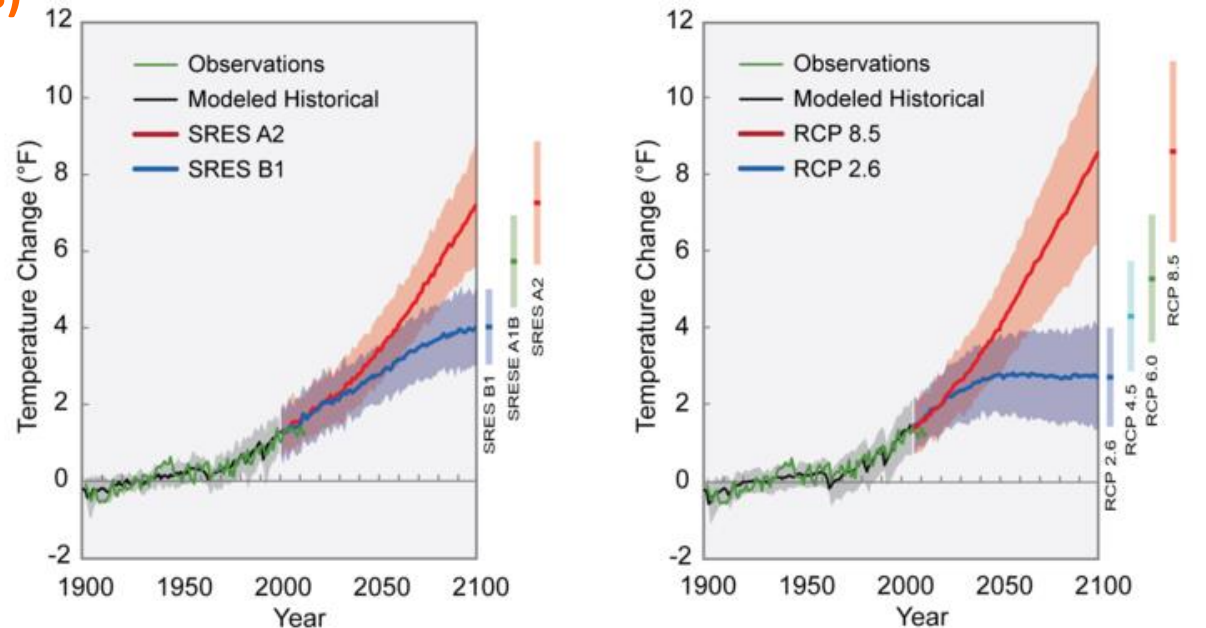 )
12
10
8
6
4
2
0
-2
Temperature Change (°F)
Observations
Modeled Historical
SRES A2
SRES B1
1900 1950 2000 2050 2100
Year
SRES B1
SRESE A1B
SRES A2
12
10
8
6
4
2
0
-2
Temperature Change (°F)
Observations
Modeled Historical
RCP 8.5
RCP 2.6
1900 1950 2000 2050 2100
Year
RCP 2.6
RCP 4.5
RCP 6.0
RCP 8.5